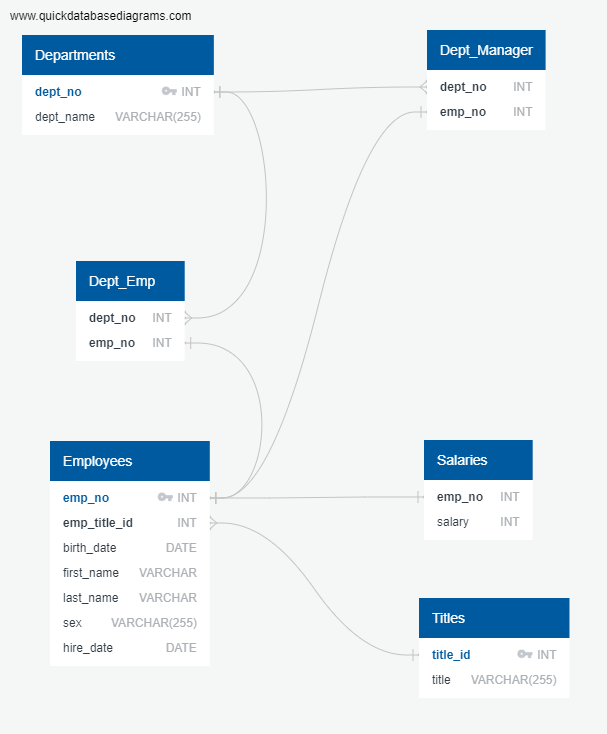 www.quickdatabasediagrams.com
Departments
dept_no INT
dept_name VARCHAR(255)
Dept_Manager
dept_no INT
emp_no INT
Dept_Emp
dept_no INT
emp_no INT
Employees
emp_no INT
emp_title_id INT
birth_date DATE
first_name VARCHAR
last_name VARCHAR
sex VARCHAR(255)
hire_date DATE
Salaries
emp_no INT
salary INT
Titles
title_id INT
title VARCHAR(255)